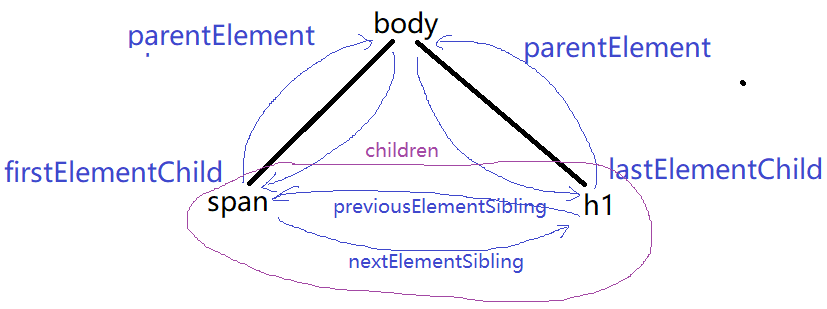 body
parentElement
parentElement
children
firstElementChild
lastElementChild
span
previousElementSibling
h1
nextElementSibling